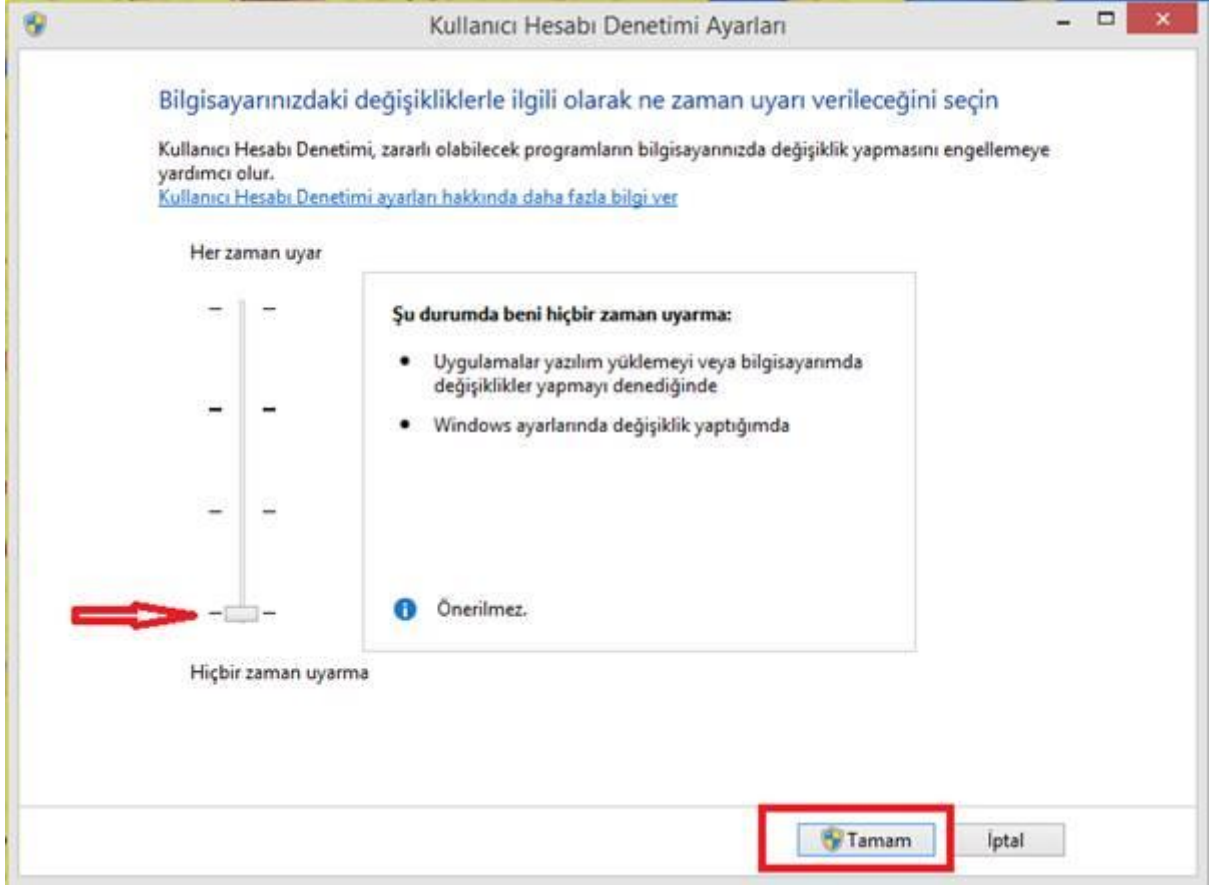 Kullanıcı Hesabı Denetimi Ayarları
Bilgisayarınızdaki değişikliklerle ilgili olarak ne zaman uyarı verileceğini seçin
Kullanıcı Hesabı Denetimi, zararlı olabilecek programların bilgisayarınızda değişiklik yapmasını engellemeye
yardımcı olur.
Kullanıcı Hesabı Denetimi ayarları hakkında daha fazla bilgi ver
Her zaman uyar
Şu durumda beni hiçbir zaman uyarma:
• Uygulamalar yazılım yüklemeyi veya bilgisayarımda
değişiklikler yapmayı denediğinde
• Windows ayarlarında değişiklik yaptığımda
Önerilmez.
Hiçbir zaman uyarma
Tamam
İptal